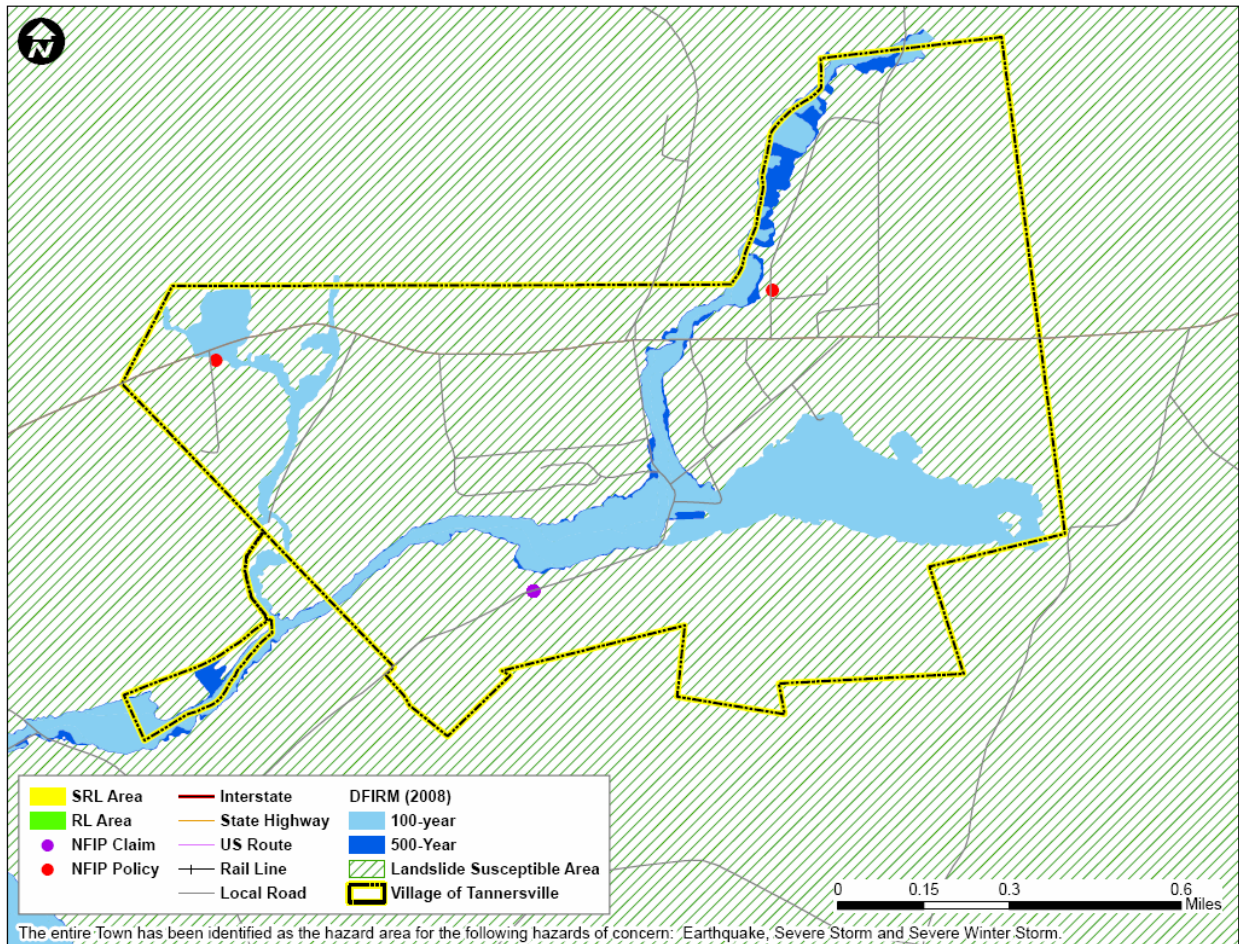 N
SRL Area
RL Area
NFIP Claim
NFIP Policy
Interstate
State Highway
US Route
Rail Line
Local Road
DFIRM (2008)
100-year
500-Year
Landslide Susceptible Area
Village of Tannersville
0 0.15 0.3 0.6
Miles
The entire Town has been identified as the hazard area for the following hazards of concern: Earthquake, Severe Storm and Severe Winter Storm.